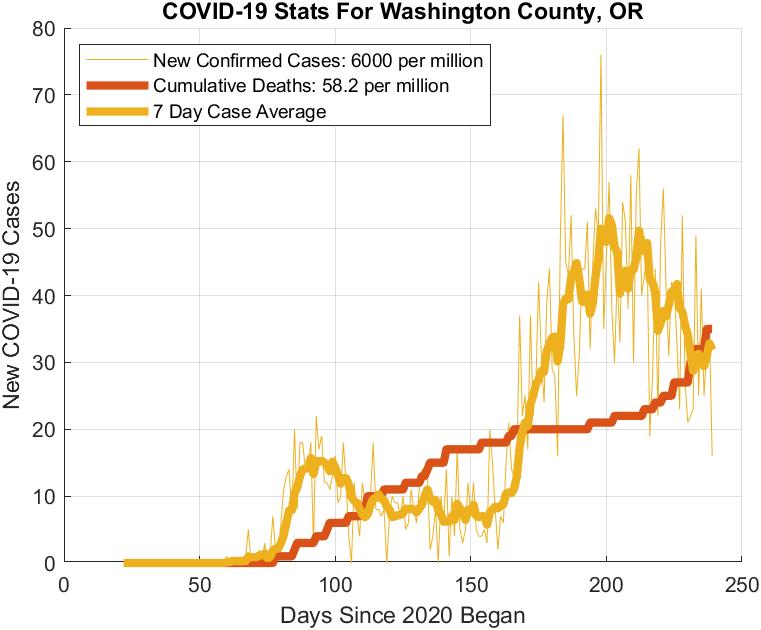 COVID-19 Stats For Washington County, OR
80
New Confirmed Cases: 6000 per million
Cumulative Deaths: 58.2 per million
7 Day Case Average
70
60
50
40
30
20
10
0
New COVID-19 Cases
0 50 100 150 200 250
Days Since 2020 Began